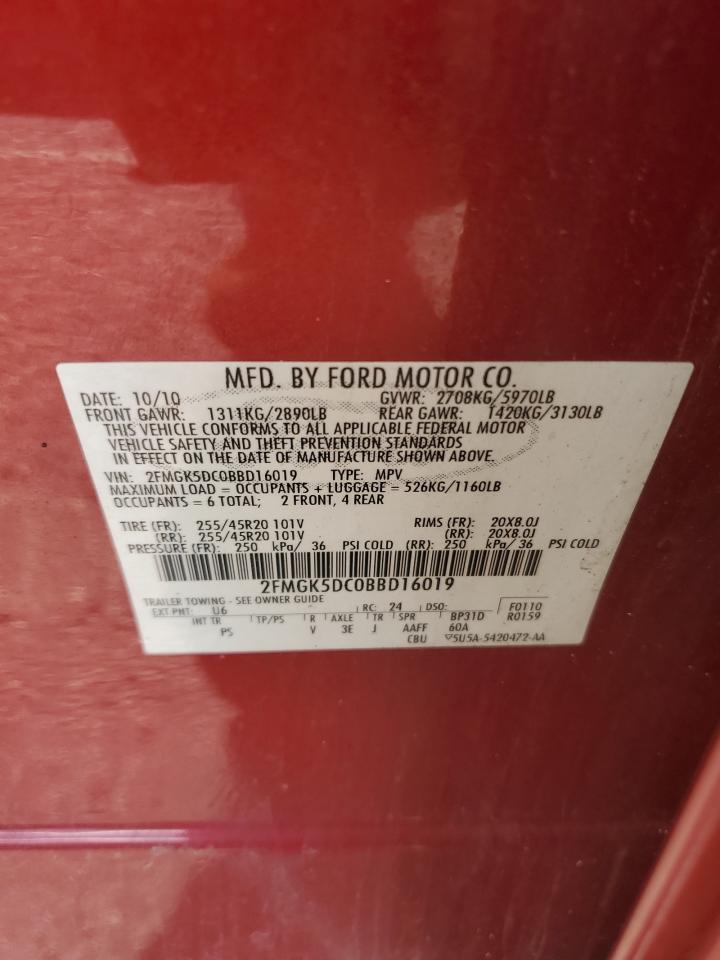 MFD. BY FORD MOTOR CO.
DATE: 10/10 GVWR: 2708KG/5970LB
FRONT GAWR: 1311KG/2890LB REAR GAWR: 1420KG/3130LB
THIS VEHICLE CONFORMS TO ALL APPLICABLE FEDERAL MOTOR
VEHICLE SAFETY AND THEFT PREVENTION STANDARDS
IN EFFECT ON THE DATE OF MANUFACTURE SHOWN ABOVE.
VIN: 2FMGK5DC0BBD16019 TYPE: MPV
MAXIMUM LOAD = OCCUPANTS + LUGGAGE = 526KG/1160LB
OCCUPANTS = 6 TOTAL; 2 FRONT, 4 REAR
TIRE (FR): 255/45R20 101V RIMS (FR): 20X8.0J
(RR): 255/45R20 101V (RR): 20X8.0J
PRESSURE (FR): 250 kPa/ 36 PSI COLD (RR): 250 kPa/ 36 PSI COLD
2FMGK5DC0BBD16019
TRAILER TOWING - SEE OWNER GUIDE
EXT PNT: U6 RC: 24 DSO: F0110
INT TR TP/PS R AXLE TR SPR BP31D R0159
PS V 3E J AAFF 60A
CBU 5U5A-5420472-AA